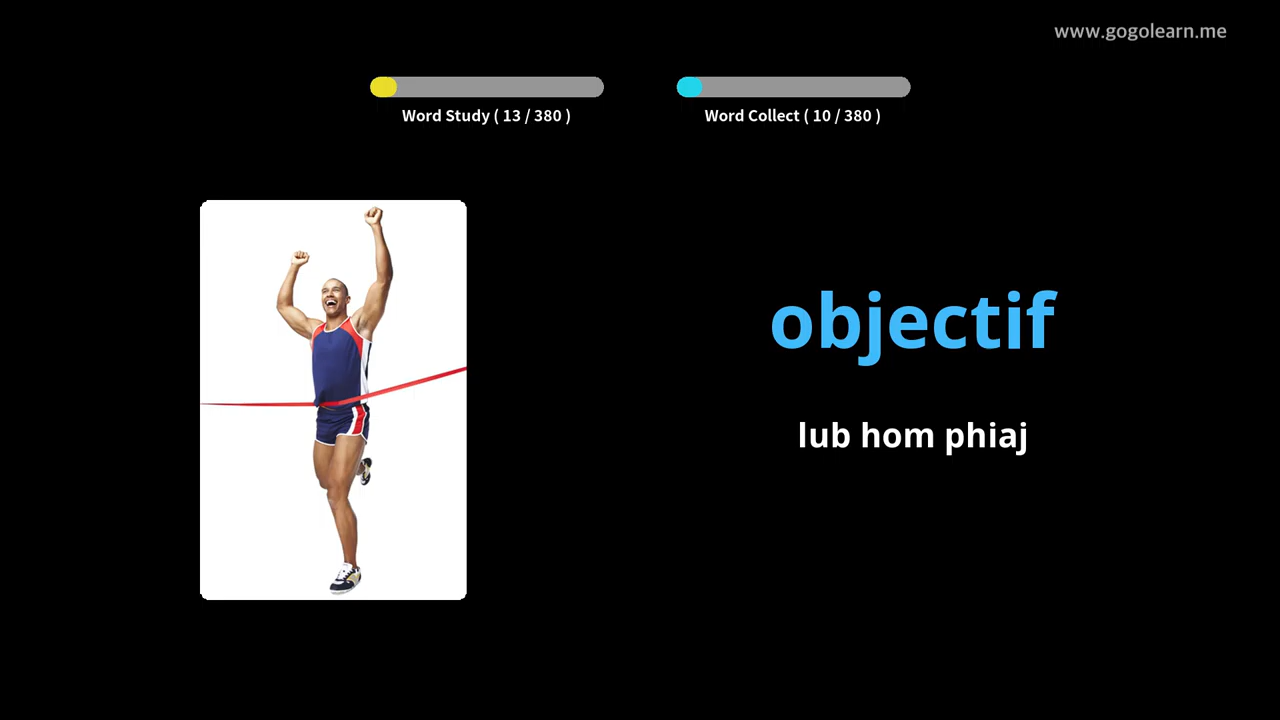 www.gogolearn.me
Word Study ( 13 / 380 )
Word Collect ( 10 / 380 )
objectif
lub hom phiaj